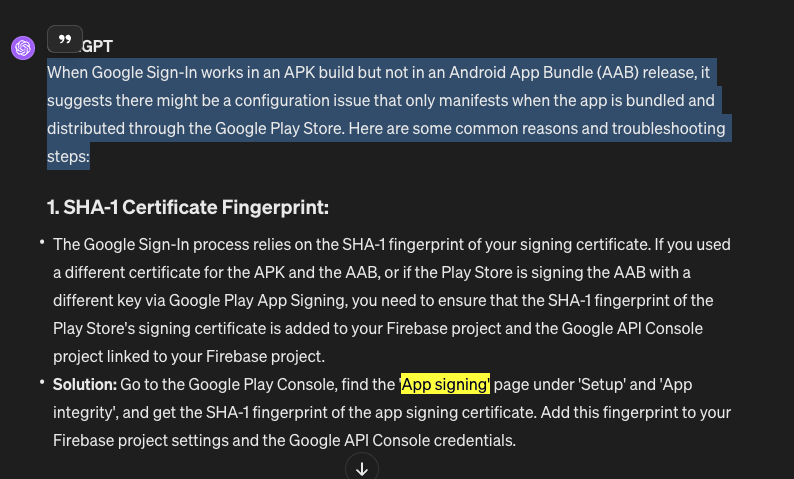 GPT
When Google Sign-In works in an APK build but not in an Android App Bundle (AAB) release, it
suggests there might be a configuration issue that only manifests when the app is bundled and
distributed through the Google Play Store. Here are some common reasons and troubleshooting
steps:
1. SHA-1 Certificate Fingerprint:
• The Google Sign-In process relies on the SHA-1 fingerprint of your signing certificate. If you used
a different certificate for the APK and the AAB, or if the Play Store is signing the AAB with a
different key via Google Play App Signing, you need to ensure that the SHA-1 fingerprint of the
Play Store's signing certificate is added to your Firebase project and the Google API Console
project linked to your Firebase project.
• Solution: Go to the Google Play Console, find the 'App signing' page under 'Setup' and 'App
integrity', and get the SHA-1 fingerprint of the app signing certificate. Add this fingerprint to your
Firebase project settings and the Google API Console credentials.